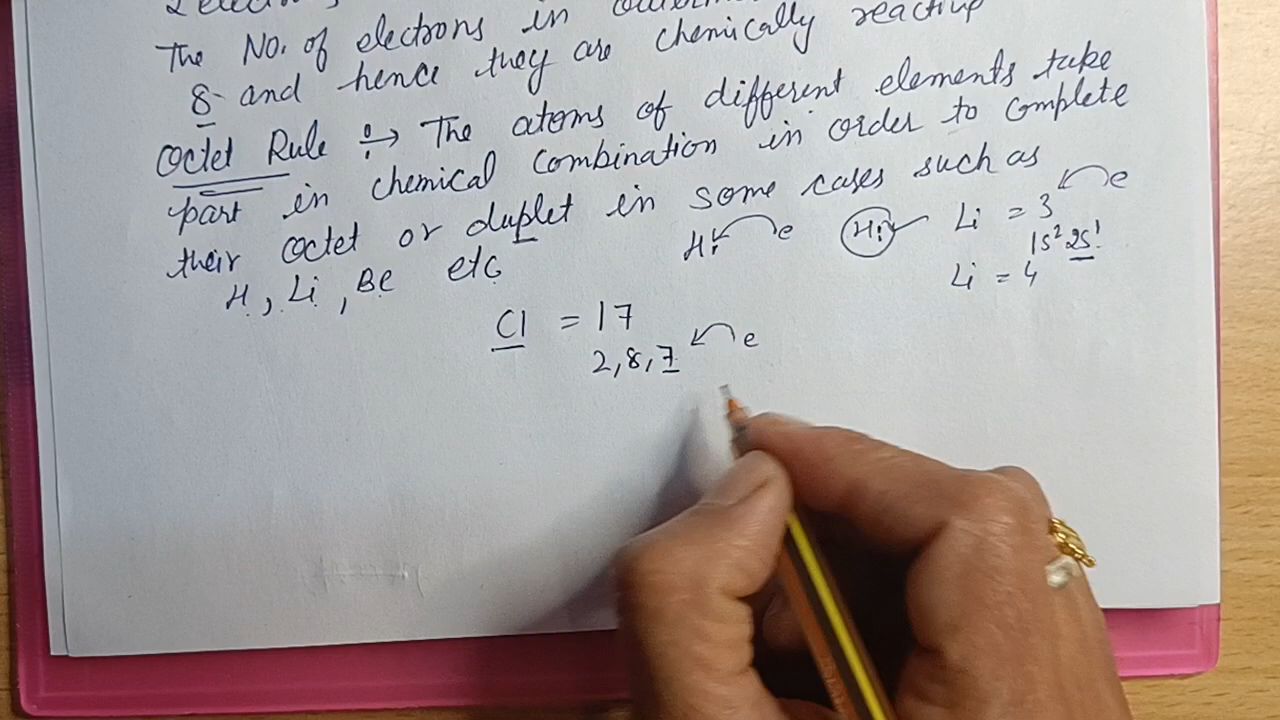 The No. of electrons in
8 and hence they are chemically reactive
Octet Rule :→ The atoms of different elements take
part in chemical combination in order to complete
their octet or duplet in some cases such as
H, Li, Be etc
H: e H: Li = 3 e
1s² 2s¹
Li = 4
Cl = 17
2,8,7 e